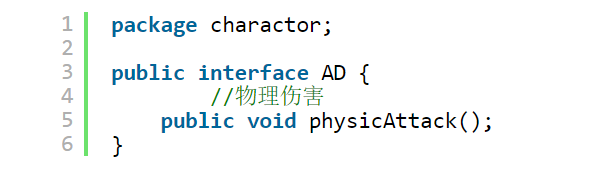 1 package charactor;
2
3 public interface AD {
4         //物理伤害
5     public void physicAttack();
6 }